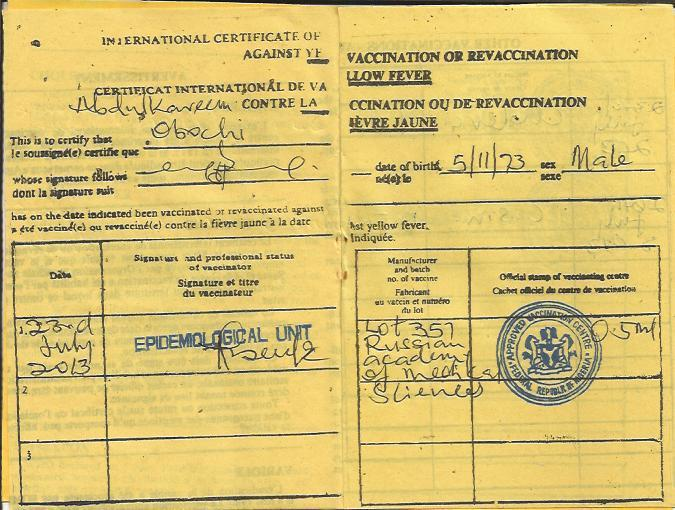 INTERNATIONAL CERTIFICATE OF
AGAINST YE
CERTIFICAT INTERNATIONAL DE VA
CONTRE LA
AbdulKareem
Obochi
This is to certify that
le soussigné(e) certifie que
whose signature follows
dont la signature suit
has on the date indicated been vaccinated or revaccinated against
a été vacciné(e) ou revacciné(e) contre la fièvre jaune à la date
Date
Signature and professional status
of vaccinator
Signature et titre
du vaccinateur
1. 23rd
July
2013
EPIDEMIOLOGICAL UNIT
2
3
VACCINATION OR REVACCINATION
LLOW FEVER
CCINATION OU DE REVACCINATION
IÈVRE JAUNE
date of birth 5/11/73 sex Male
né(e) le sexe
nst yellow fever.
indiquée.
Manufacturer
and batch
no. of vaccine
Fabricant
au vaccin et numéro
du lot
Official stamp of vaccinating centre
Cachet officiel du centre de vaccination
Lot 351
Russian
academy
of medical
Sciences
APPROVED VACCINATION CENTRE
FEDERAL REPUBLIC OF NIGERIA
0.5ml